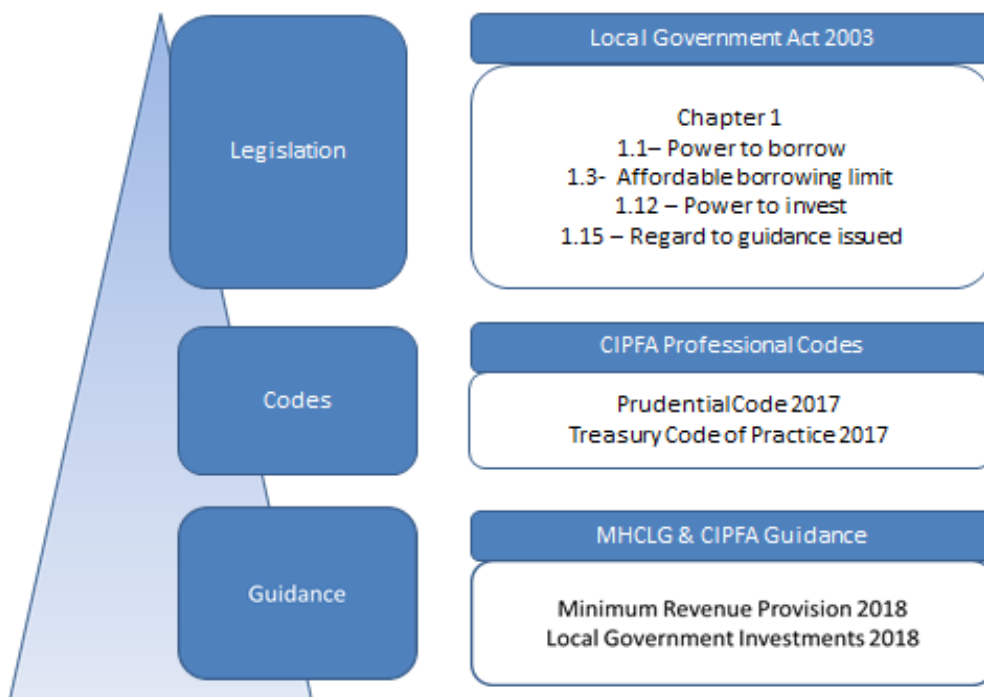 Legislation
Local Government Act 2003
Chapter 1
1.1– Power to borrow
1.3- Affordable borrowing limit
1.12 – Power to invest
1.15 – Regard to guidance issued
Codes
CIPFA Professional Codes
Prudential Code 2017
Treasury Code of Practice 2017
Guidance
MHCLG & CIPFA Guidance
Minimum Revenue Provision 2018
Local Government Investments 2018